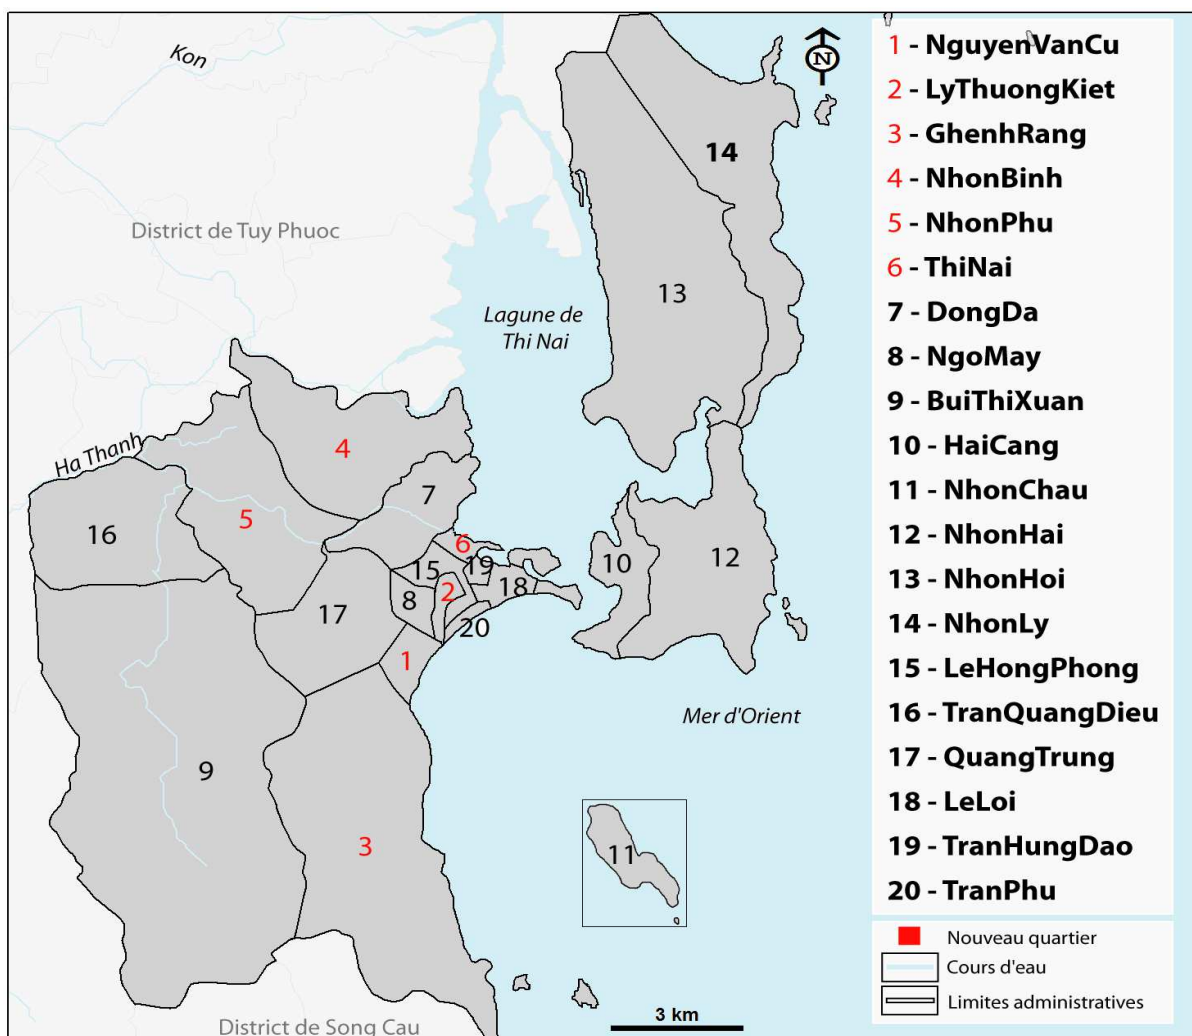 Kon
N
14
District de Tuy Phuoc
13
Lagune de
Thi Nai
Ha Thanh
4
7
16
5
6
15
19
10
12
2
18
8
17
20
1
Mer d'Orient
9
3
11
3 km
District de Song Cau
1 - NguyenVanCu
2 - LyThuongKiet
3 - GhenhRang
4 - NhonBinh
5 - NhonPhu
6 - ThiNai
7 - DongDa
8 - NgoMay
9 - BuiThiXuan
10 - HaiCang
11 - NhonChau
12 - NhonHai
13 - NhonHoi
14 - NhonLy
15 - LeHongPhong
16 - TranQuangDieu
17 - QuangTrung
18 - LeLoi
19 - TranHungDao
20 - TranPhu
Nouveau quartier
Cours d'eau
Limites administratives